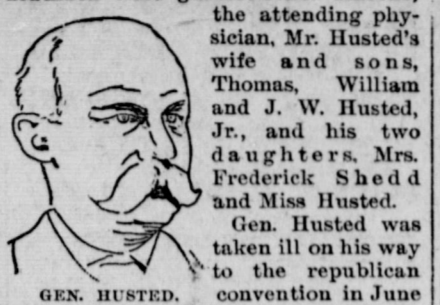 the attending phy-
sician, Mr. Husted's
wife and sons,
Thomas, William
and J. W. Husted,
Jr., and his two
daughters, Mrs.
Frederick Shedd
and Miss Husted.
Gen. Husted was
taken ill on his way
to the republican
convention in June
GEN. HUSTED.